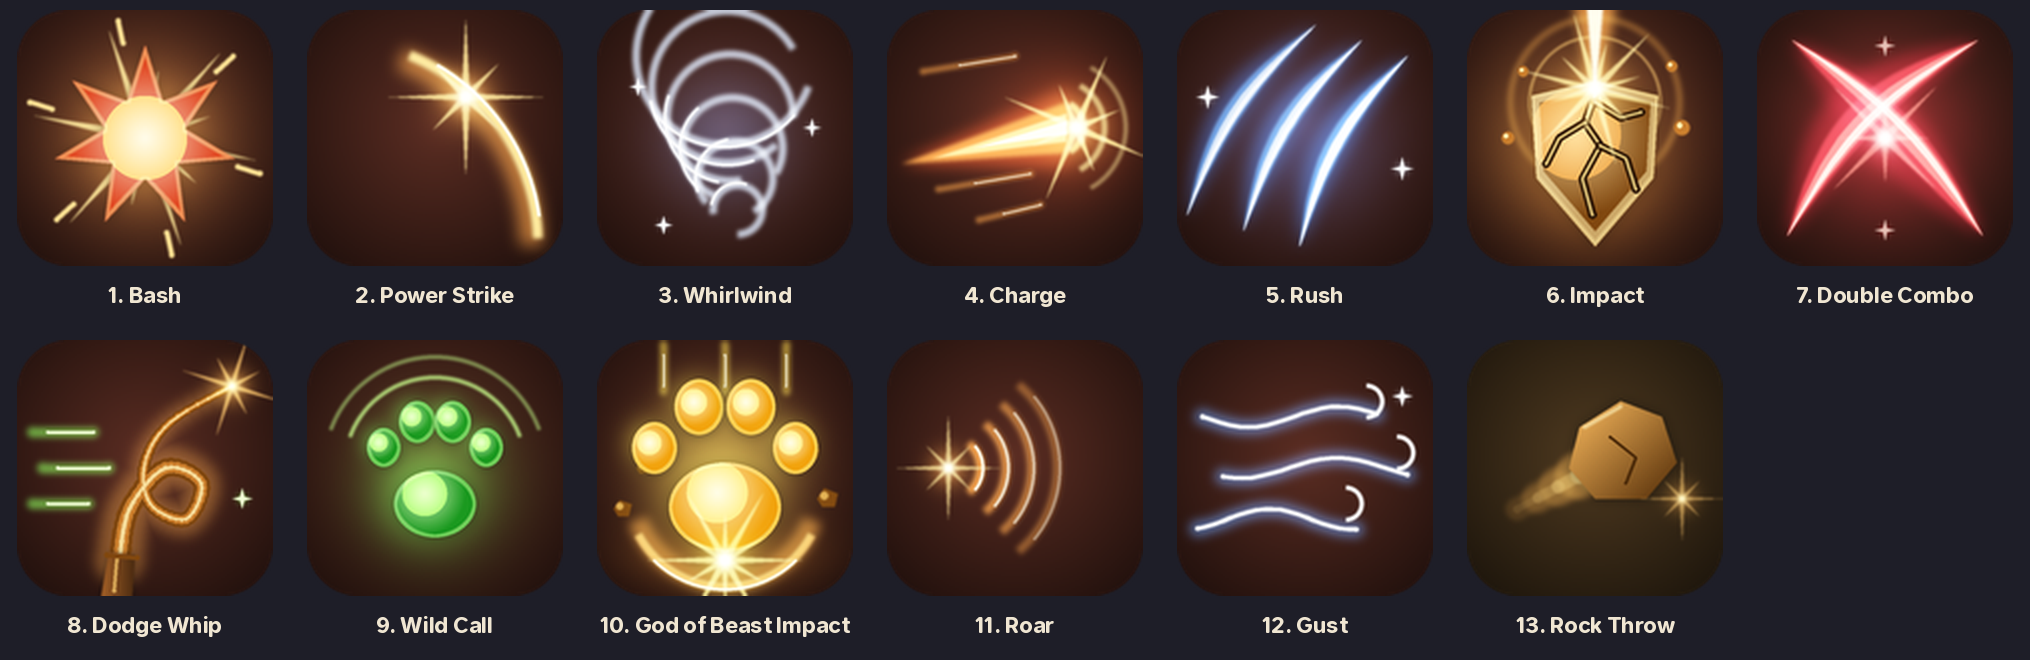 1. Bash
2. Power Strike
3. Whirlwind
4. Charge
5. Rush
6. Impact
7. Double Combo
8. Dodge Whip
9. Wild Call
10. God of Beast Impact
11. Roar
12. Gust
13. Rock Throw